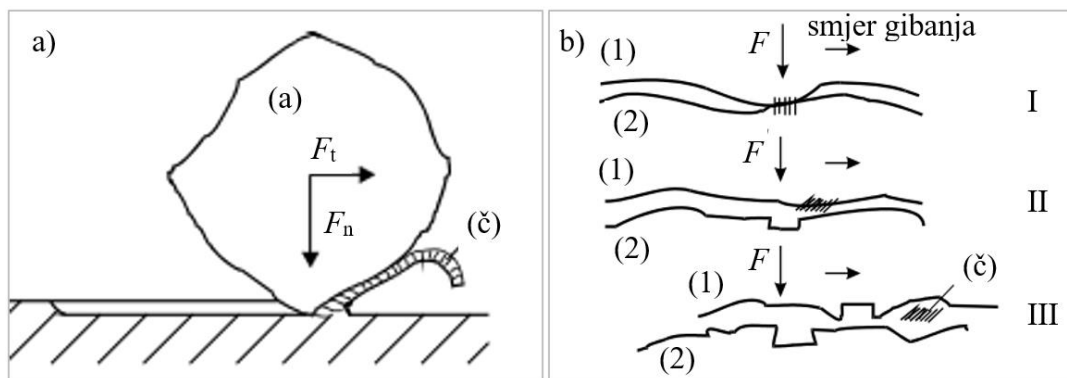 a)
(a)
Ft
Fn
(č)
b)
smjer gibanja
F
(1)
(2)
I
F
(1)
(2)
II
F
(1)
(č)
(2)
III